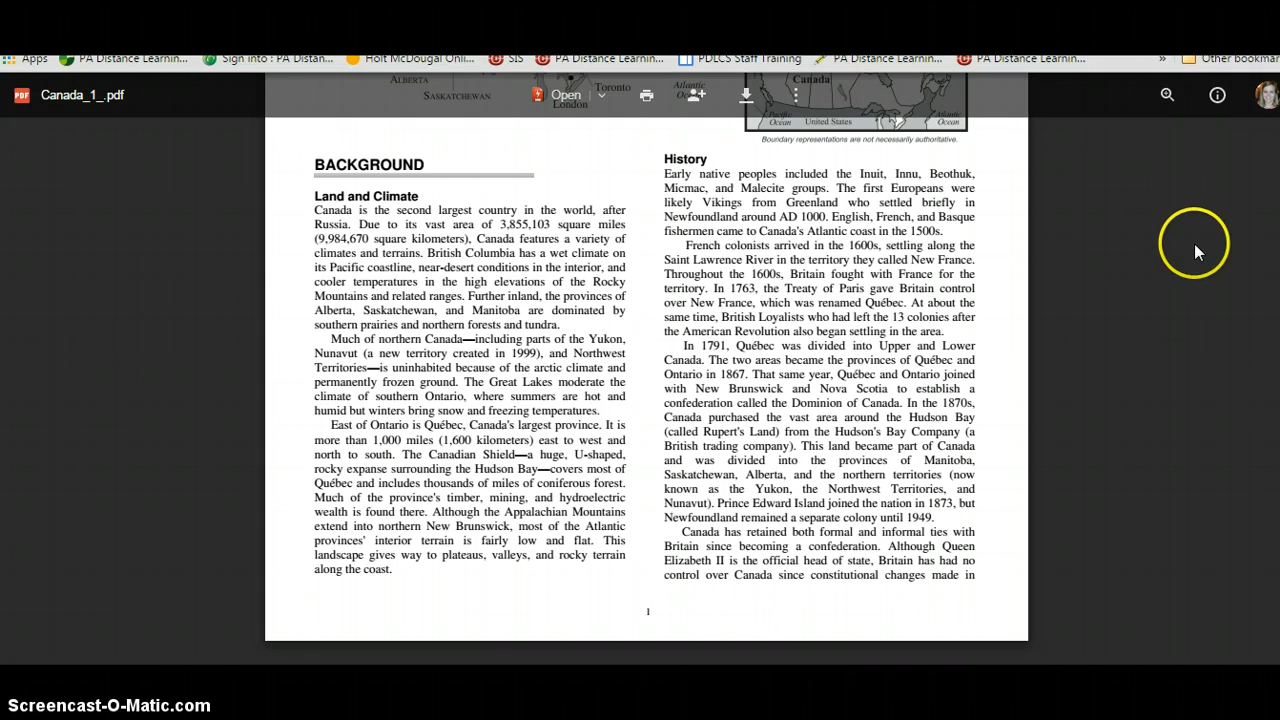 Apps PA Distance Learnin... Sign into : PA Distan... Holt McDougal Onli... SIS PA Distance Learnin... PDLCS Staff Training PA Distance Learnin... PA Distance Learnin... » Other bookmar
ALBERTA
SASKATCHEWAN
Toronto
London
Atlantic
Canada
Pacific
Ocean
United States
Atlantic
Ocean
PDF Canada_1_.pdf
Open
Boundary representations are not necessarily authoritative.
BACKGROUND
Land and Climate
Canada is the second largest country in the world, after
Russia. Due to its vast area of 3,855,103 square miles
(9,984,670 square kilometers), Canada features a variety of
climates and terrains. British Columbia has a wet climate on
its Pacific coastline, near-desert conditions in the interior, and
cooler temperatures in the high elevations of the Rocky
Mountains and related ranges. Further inland, the provinces of
Alberta, Saskatchewan, and Manitoba are dominated by
southern prairies and northern forests and tundra.
Much of northern Canada—including parts of the Yukon,
Nunavut (a new territory created in 1999), and Northwest
Territories—is uninhabited because of the arctic climate and
permanently frozen ground. The Great Lakes moderate the
climate of southern Ontario, where summers are hot and
humid but winters bring snow and freezing temperatures.
East of Ontario is Québec, Canada's largest province. It is
more than 1,000 miles (1,600 kilometers) east to west and
north to south. The Canadian Shield—a huge, U-shaped,
rocky expanse surrounding the Hudson Bay—covers most of
Québec and includes thousands of miles of coniferous forest.
Much of the province's timber, mining, and hydroelectric
wealth is found there. Although the Appalachian Mountains
extend into northern New Brunswick, most of the Atlantic
provinces' interior terrain is fairly low and flat. This
landscape gives way to plateaus, valleys, and rocky terrain
along the coast.
History
Early native peoples included the Inuit, Innu, Beothuk,
Micmac, and Malecite groups. The first Europeans were
likely Vikings from Greenland who settled briefly in
Newfoundland around AD 1000. English, French, and Basque
fishermen came to Canada's Atlantic coast in the 1500s.
French colonists arrived in the 1600s, settling along the
Saint Lawrence River in the territory they called New France.
Throughout the 1600s, Britain fought with France for the
territory. In 1763, the Treaty of Paris gave Britain control
over New France, which was renamed Québec. At about the
same time, British Loyalists who had left the 13 colonies after
the American Revolution also began settling in the area.
In 1791, Québec was divided into Upper and Lower
Canada. The two areas became the provinces of Québec and
Ontario in 1867. That same year, Québec and Ontario joined
with New Brunswick and Nova Scotia to establish a
confederation called the Dominion of Canada. In the 1870s,
Canada purchased the vast area around the Hudson Bay
(called Rupert's Land) from the Hudson's Bay Company (a
British trading company). This land became part of Canada
and was divided into the provinces of Manitoba,
Saskatchewan, Alberta, and the northern territories (now
known as the Yukon, the Northwest Territories, and
Nunavut). Prince Edward Island joined the nation in 1873, but
Newfoundland remained a separate colony until 1949.
Canada has retained both formal and informal ties with
Britain since becoming a confederation. Although Queen
Elizabeth II is the official head of state, Britain has had no
control over Canada since constitutional changes made in
1
Screencast-O-Matic.com